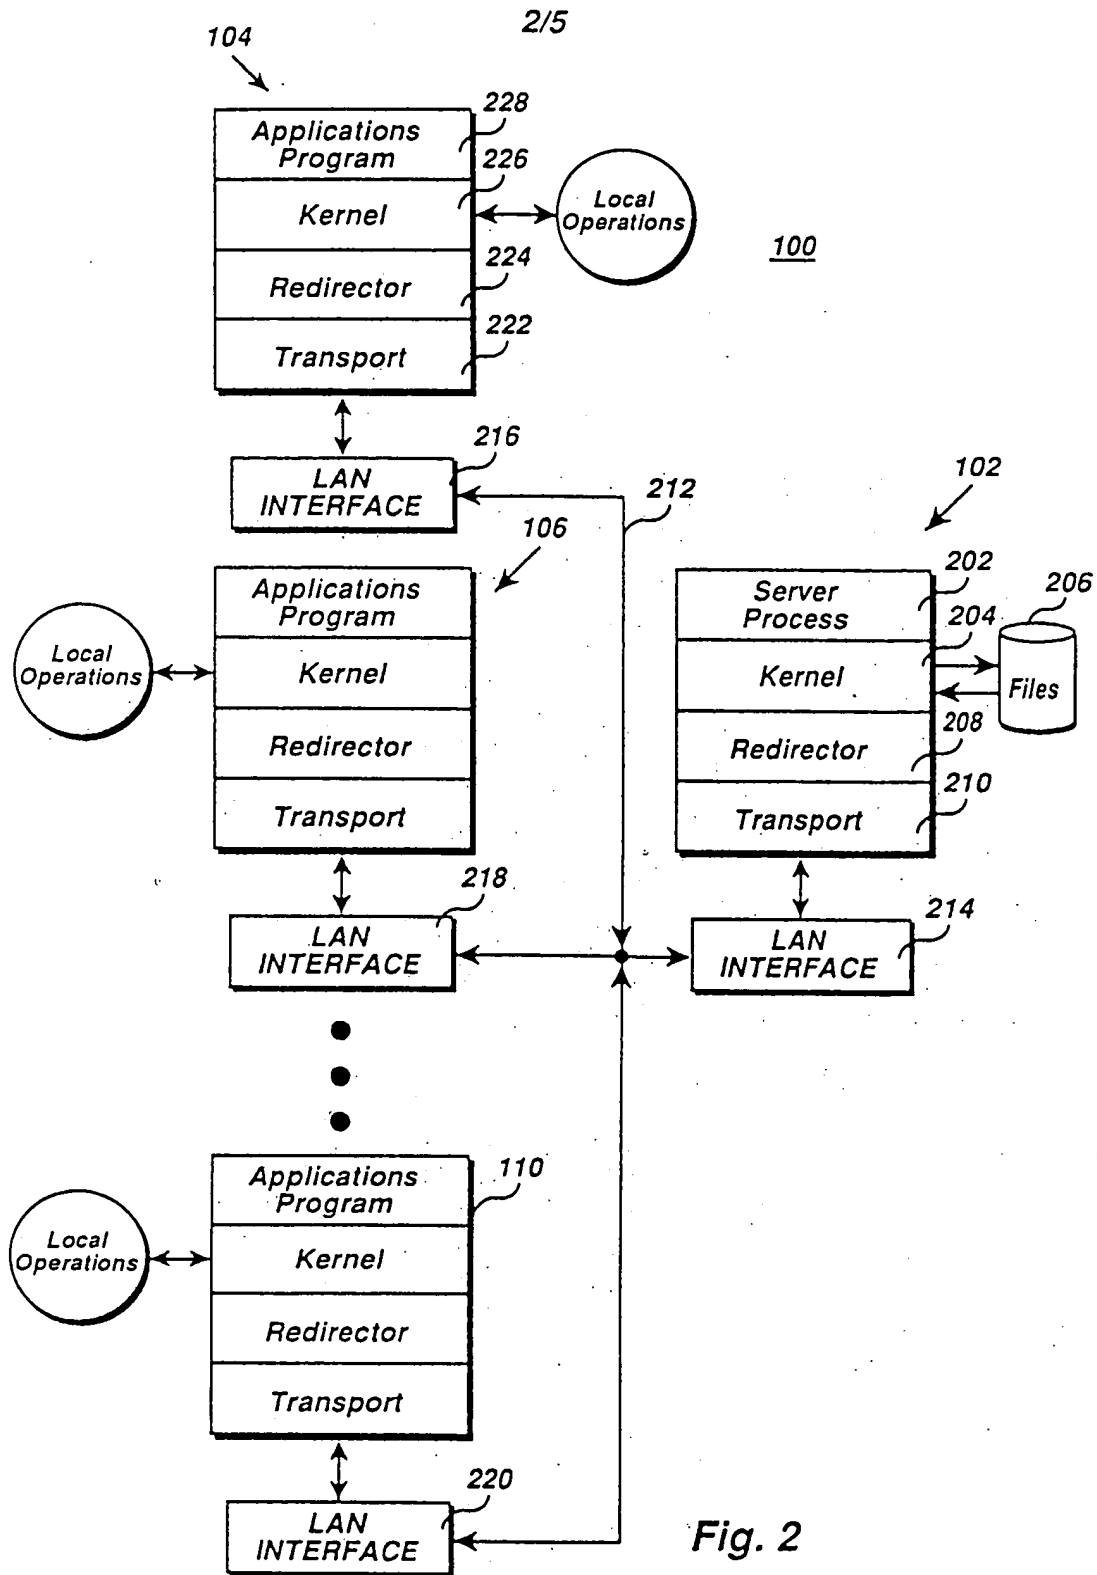 2/5
104
228
Applications
Program
226
Kernel
Local
Operations
100
224
Redirector
222
Transport
216
LAN
INTERFACE
212
102
106
Applications
Program
202
Server
Process
206
204
Local
Operations
Kernel
Kernel
Files
208
Redirector
Redirector
210
Transport
Transport
218
LAN
INTERFACE
214
LAN
INTERFACE
110
Applications
Program
Local
Operations
Kernel
Redirector
Transport
220
LAN
INTERFACE
Fig. 2